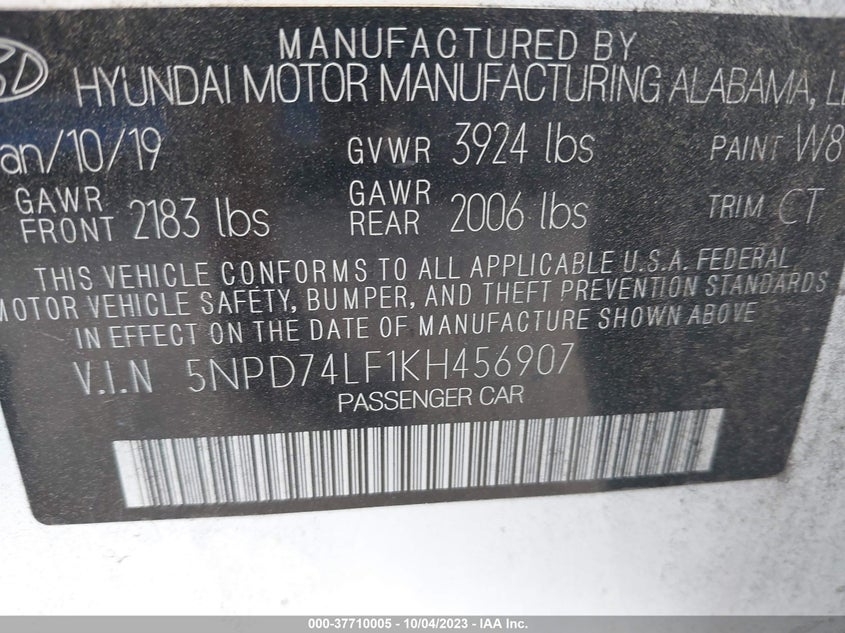 MANUFACTURED BY
HYUNDAI MOTOR MANUFACTURING ALABAMA,
an/10/19 GVWR 3924 lbs PAINT W8
GAWR FRONT 2183 lbs GAWR REAR 2006 lbs TRIM CT
THIS VEHICLE CONFORMS TO ALL APPLICABLE U.S.A. FEDERAL
MOTOR VEHICLE SAFETY, BUMPER, AND THEFT PREVENTION STANDARDS
IN EFFECT ON THE DATE OF MANUFACTURE SHOWN ABOVE
V.I.N 5NPD74LF1KH456907
PASSENGER CAR
000-37710005 - 10/04/2023 - IAA Inc.